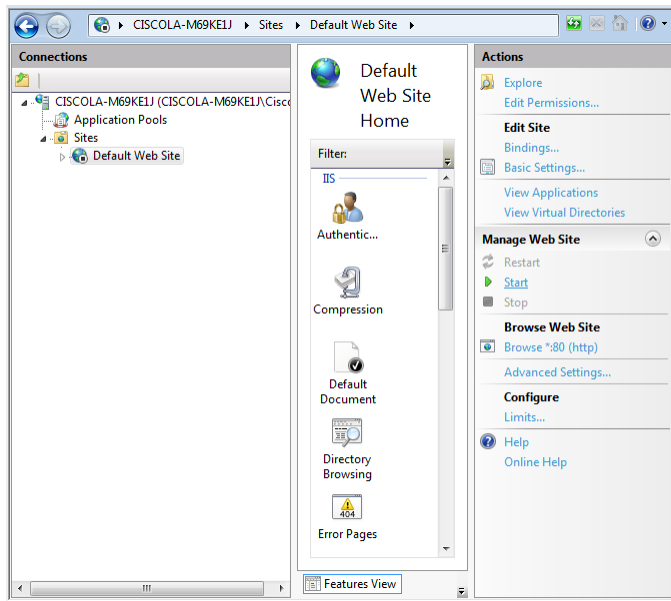 CISCOLA-M69KE1J Sites Default Web Site
Connections
CISCOLA-M69KE1J (CISCOLA-M69KE1J\Cisco
Application Pools
Sites
Default Web Site
Default
Web Site
Home
Filter:
IIS
Authentic...
Compression
Default
Document
Directory
Browsing
404
Error Pages
Features View
Actions
Explore
Edit Permissions...
Edit Site
Bindings...
Basic Settings...
View Applications
View Virtual Directories
Manage Web Site
Restart
Start
Stop
Browse Web Site
Browse *:80 (http)
Advanced Settings...
Configure
Limits...
Help
Online Help